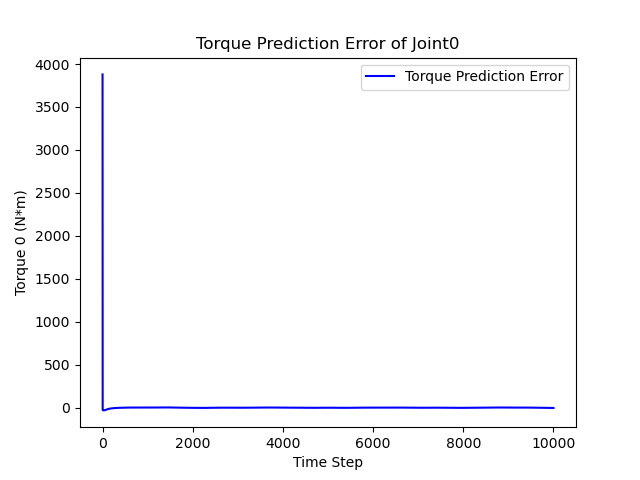 Torque Prediction Error of Joint0
Torque Prediction Error
4000
3500
3000
2500
2000
1500
1000
500
0
Torque 0 (N*m)
0 2000 4000 6000 8000 10000
Time Step